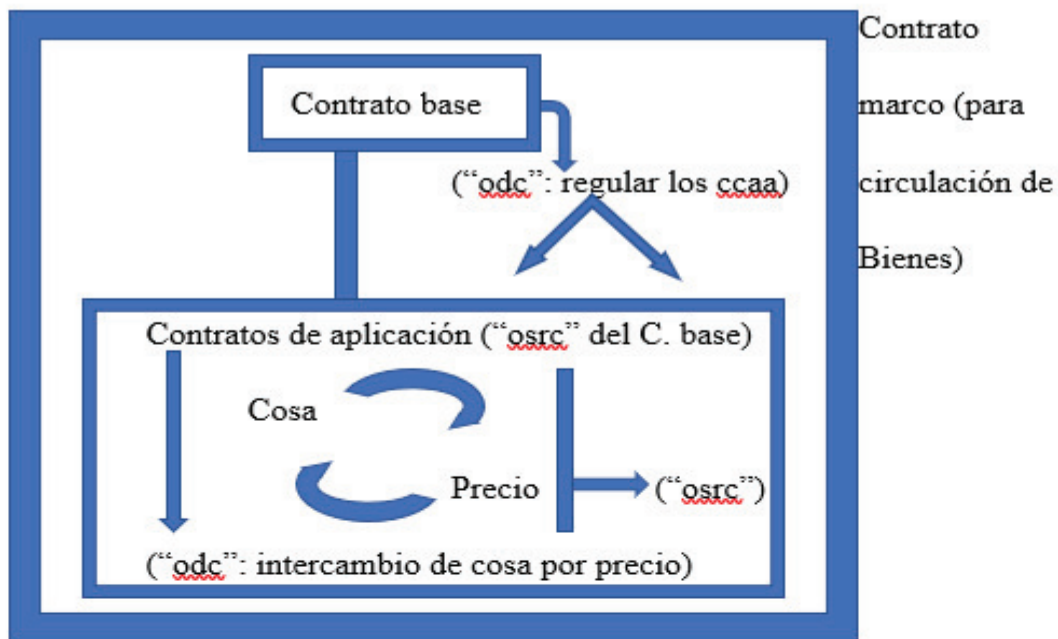 Contrato
marco (para
circulación de
Bienes)
Contrato base
(“odc”: regular los ccaa)
Contratos de aplicación (“osrc” del C. base)
Cosa
Precio
(“osrc”)
(“odc”: intercambio de cosa por precio)